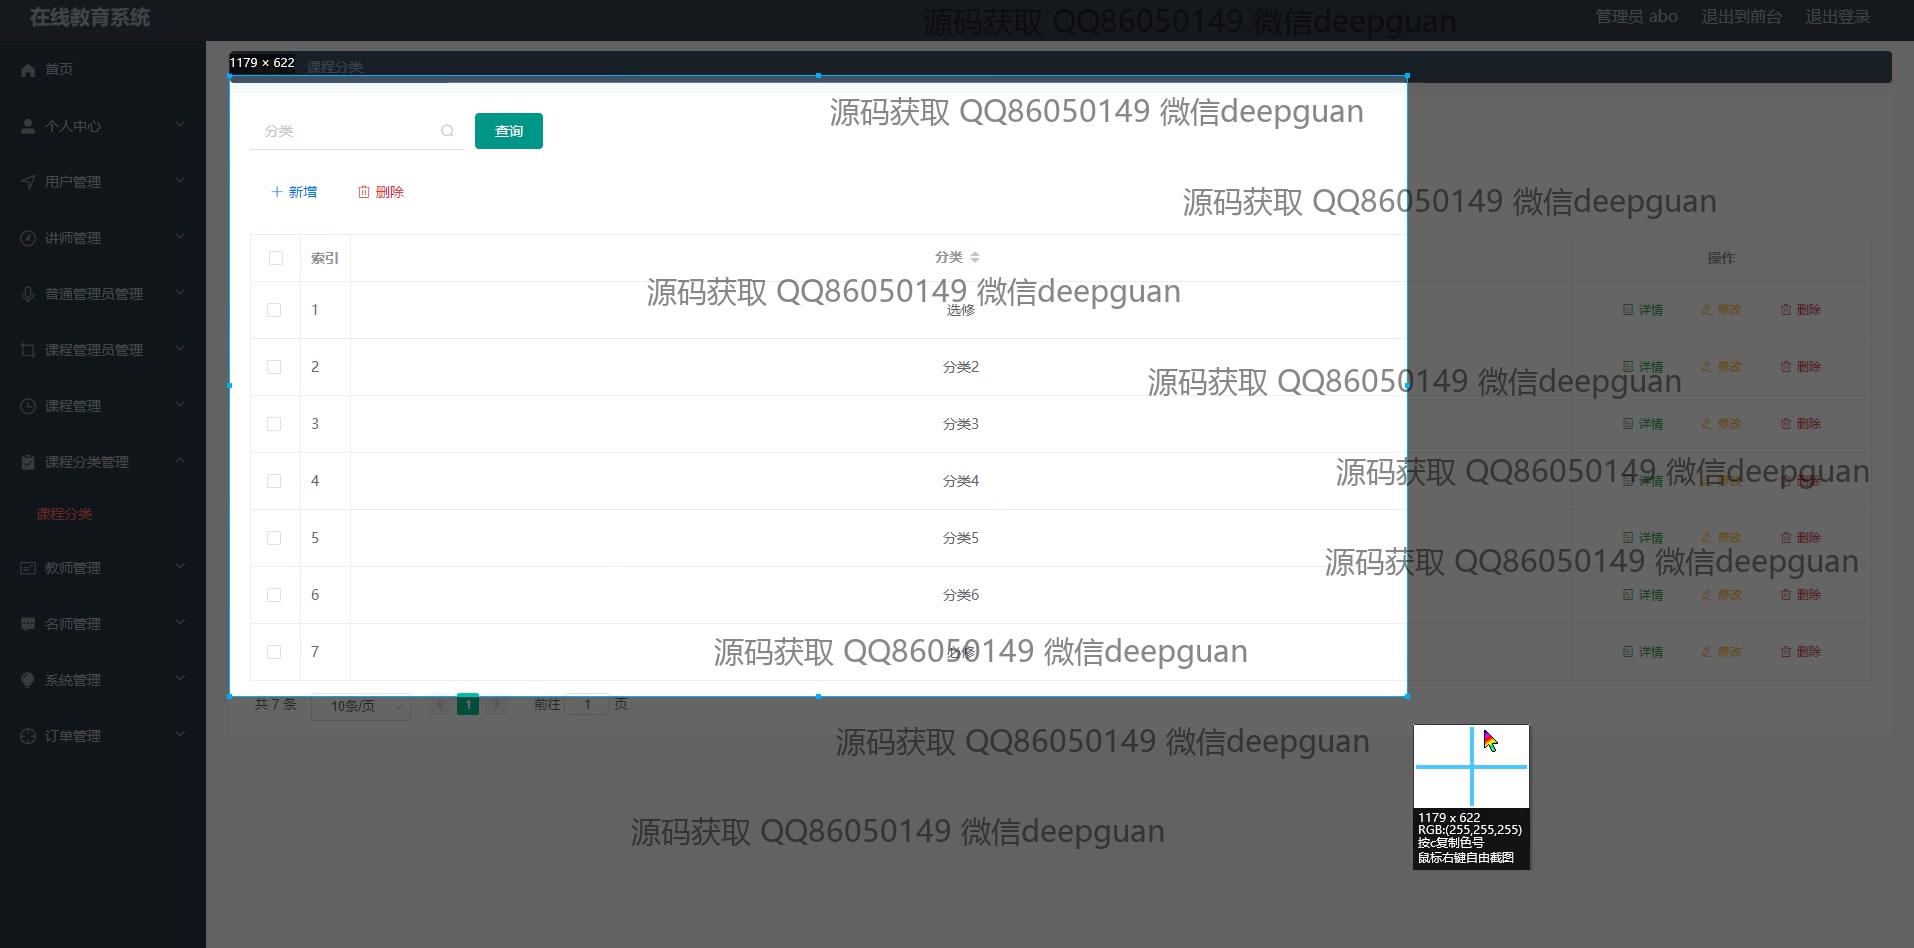 在线教育系统
源码获取 QQ86050149 微信deepguan
管理员 abo 退出到前台 退出登录
1179 × 622
课程分类
首页
个人中心
用户管理
讲师管理
普通管理员管理
课程管理员管理
课程管理
课程分类管理
课程分类
教师管理
名师管理
系统管理
订单管理
源码获取 QQ86050149 微信deepguan
分类 查询
源码获取 QQ86050149 微信deepguan
新增 删除
索引 分类 操作
源码获取 QQ86050149 微信deepguan
1 选修 详情 修改 删除
2 分类2 详情 修改 删除
源码获取 QQ86050149 微信deepguan
3 分类3 详情 修改 删除
源码获取 QQ86050149 微信deepguan
4 分类4 详情 修改 删除
5 分类5 详情 修改 删除
源码获取 QQ86050149 微信deepguan
6 分类6 详情 修改 删除
源码获取 QQ86050149 微信deepguan
7 必修 详情 修改 删除
共 7 条 10条/页 1 前往 1 页
源码获取 QQ86050149 微信deepguan
源码获取 QQ86050149 微信deepguan
1179 x 622
RGB:(255,255,255)
按c复制色号
鼠标右键自由截图